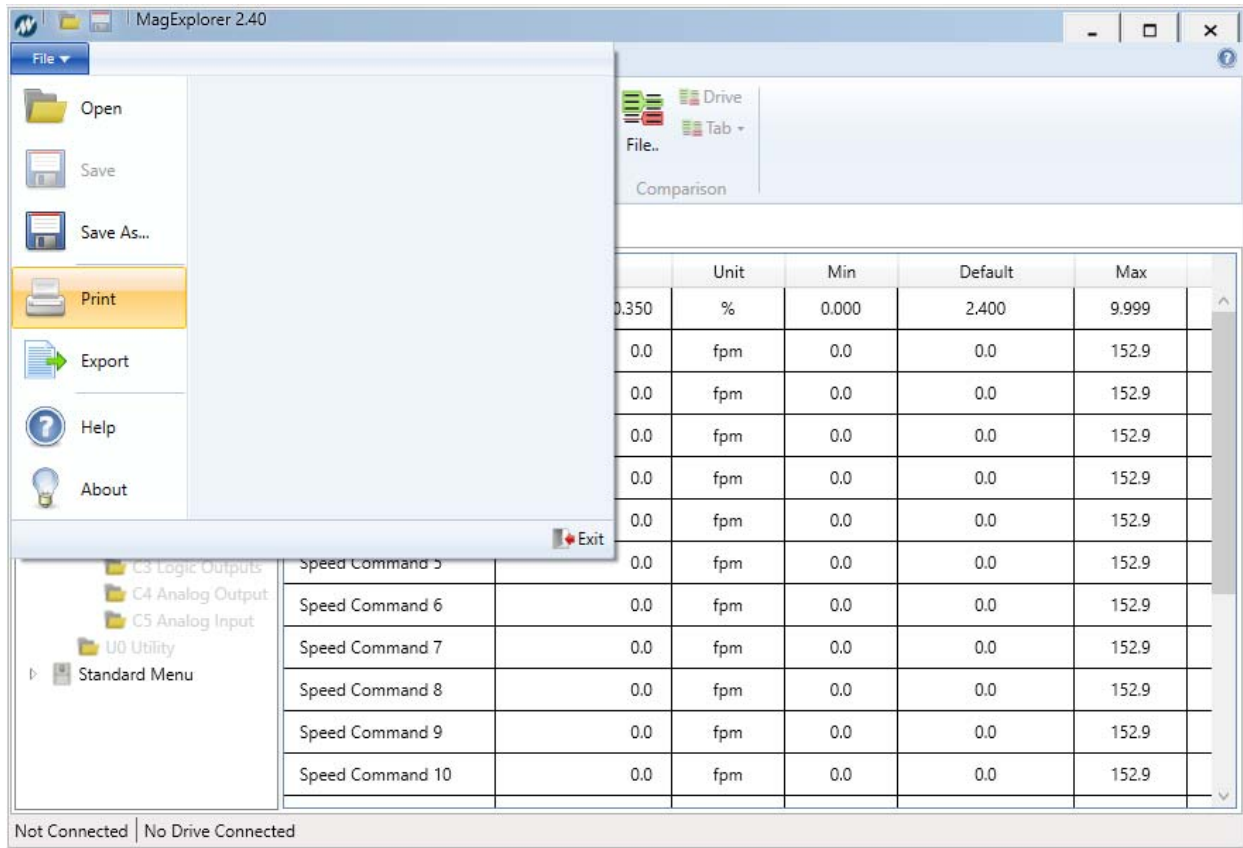 MagExplorer 2.40
File
Open
Save
Save As...
Print
Export
Help
About
Exit
File..
Drive
Tab
Comparison
Unit Min Default Max
0.350 % 0.000 2.400 9.999
0.0 fpm 0.0 0.0 152.9
0.0 fpm 0.0 0.0 152.9
0.0 fpm 0.0 0.0 152.9
0.0 fpm 0.0 0.0 152.9
0.0 fpm 0.0 0.0 152.9
C3 Logic Outputs Speed Command 5 0.0 fpm 0.0 0.0 152.9
C4 Analog Output Speed Command 6 0.0 fpm 0.0 0.0 152.9
C5 Analog Input
U0 Utility Speed Command 7 0.0 fpm 0.0 0.0 152.9
Standard Menu Speed Command 8 0.0 fpm 0.0 0.0 152.9
Speed Command 9 0.0 fpm 0.0 0.0 152.9
Speed Command 10 0.0 fpm 0.0 0.0 152.9
Not Connected No Drive Connected